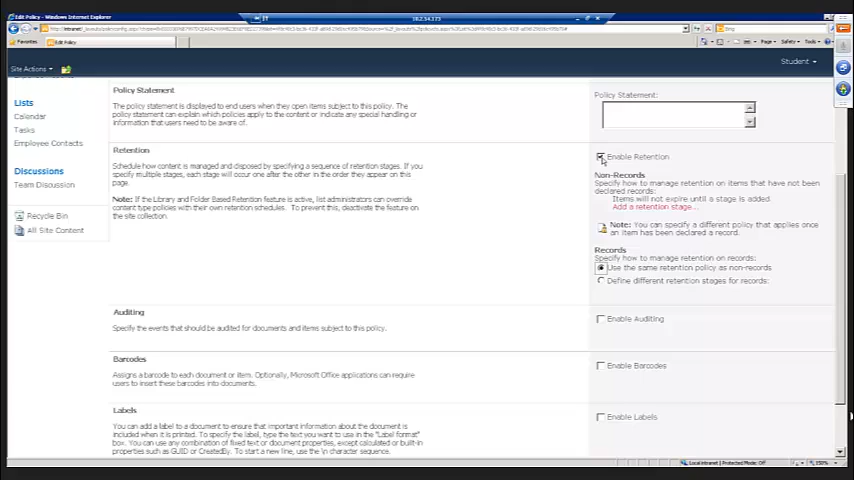 Edit Policy - Windows Internet Explorer
10.2.54.173
Favorites
Edit Policy
Page
Safety
Tools
Site Actions
Student
Lists
Calendar
Tasks
Employee Contacts
Discussions
Team Discussion
Recycle Bin
All Site Content
Policy Statement
The policy statement is displayed to end users when they open items subject to this policy. The
policy statement can explain which policies apply to the content or indicate any special handling or
information that users need to be aware of.
Policy Statement:
Retention
Schedule how content is managed and disposed by specifying a sequence of retention stages. If you
specify multiple stages, each stage will occur one after the other in the order they appear on this
page.
Note: If the Library and Folder Based Retention feature is active, list administrators can override
content type policies with their own retention schedules. To prevent this, deactivate the feature on
the site collection.
Enable Retention
Non-Records
Specify how to manage retention on items that have not been
declared records:
Items will not expire until a stage is added
Add a retention stage...
Note: You can specify a different policy that applies once
an item has been declared a record.
Records
Specify how to manage retention on records:
Use the same retention policy as non-records
Define different retention stages for records:
Auditing
Specify the events that should be audited for documents and items subject to this policy.
Enable Auditing
Barcodes
Assigns a barcode to each document or item. Optionally, Microsoft Office applications can require
users to insert these barcodes into documents.
Enable Barcodes
Labels
You can add a label to a document to ensure that important information about the document is
included when it is printed. To specify the label, type the text you want to use in the "Label format"
box. You can use any combination of fixed text or document properties, except calculated or built-in
properties such as GUID or CreatedBy. To start a new line, use the \n character sequence.
Enable Labels
Local intranet | Protected Mode: Off
150%